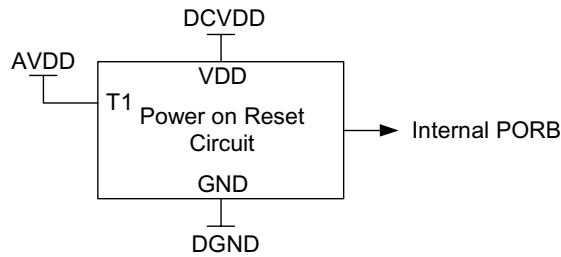 DCVDD
AVDD
VDD
T1
Power on Reset
Circuit
Internal PORB
GND
DGND